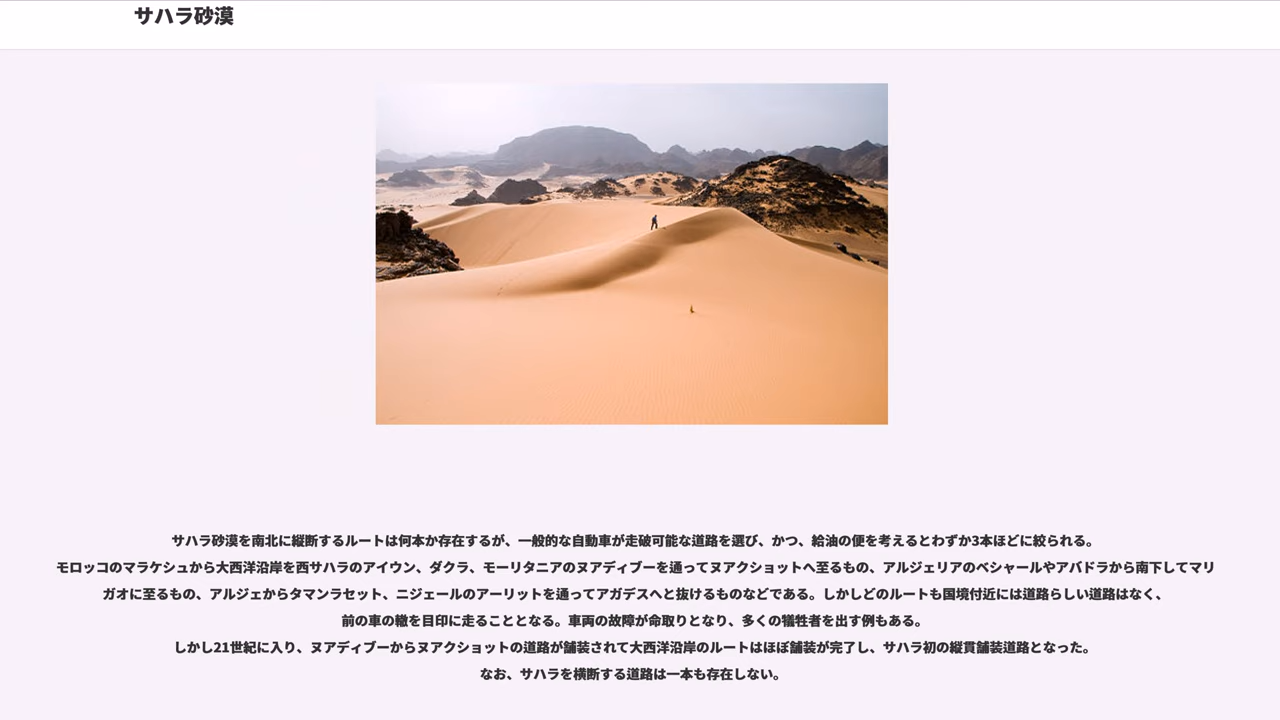 サハラ砂漠
サハラ砂漠を南北に縦断するルートは何本か存在するが、一般的な自動車が走破可能な道路を選び、かつ、給油の便を考えるとわずか3本ほどに絞られる。
モロッコのマラケシュから大西洋沿岸を西サハラのアイウン、ダクラ、モーリタニアのヌアディブーを通ってヌアクショットへ至るもの、アルジェリアのベシャールやアバドラから南下してマリ
ガオに至るもの、アルジェからタマンラセット、ニジェールのアーリットを通ってアガデスへと抜けるものなどである。しかしどのルートも国境付近には道路らしい道路はなく、
前の車の轍を目印に走ることとなる。車両の故障が命取りとなり、多くの犠牲者を出す例もある。
しかし21世紀に入り、ヌアディブーからヌアクショットの道路が舗装されて大西洋沿岸のルートはほぼ舗装が完了し、サハラ初の縦貫舗装道路となった。
なお、サハラを横断する道路は一本も存在しない。